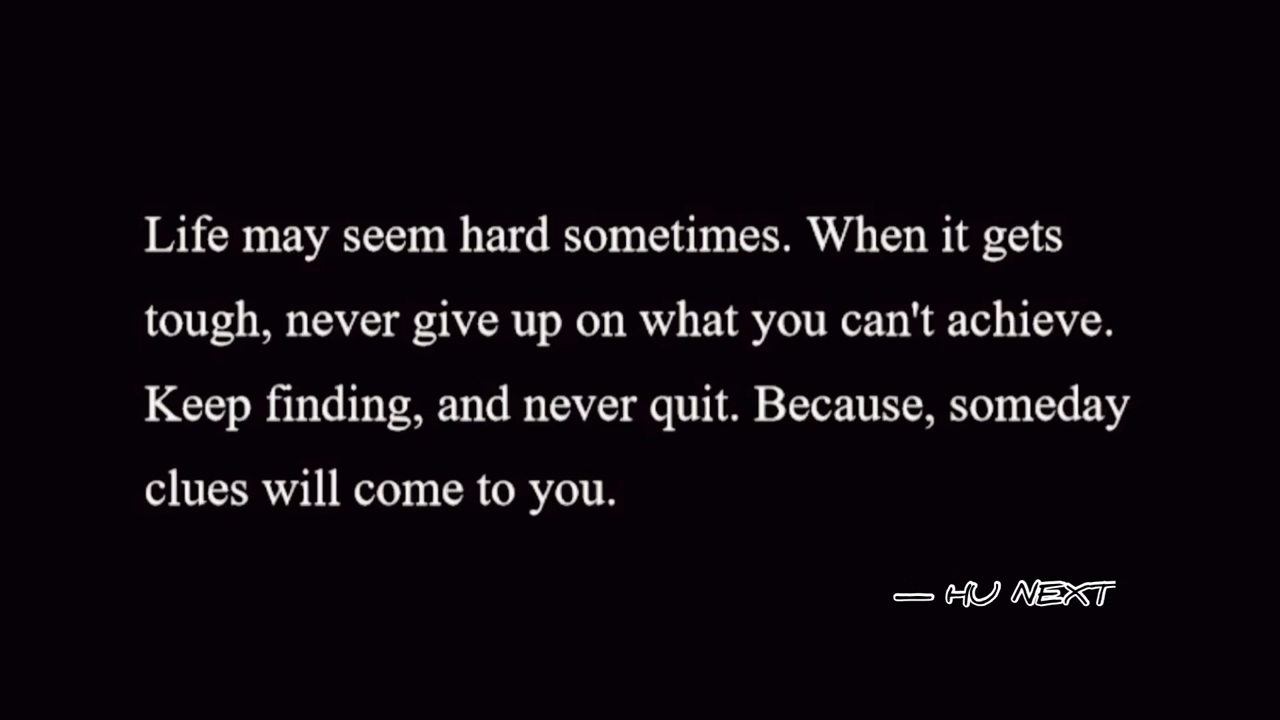 Life may seem hard sometimes. When it gets
tough, never give up on what you can't achieve.
Keep finding, and never quit. Because, someday
clues will come to you.
— HU NEXT